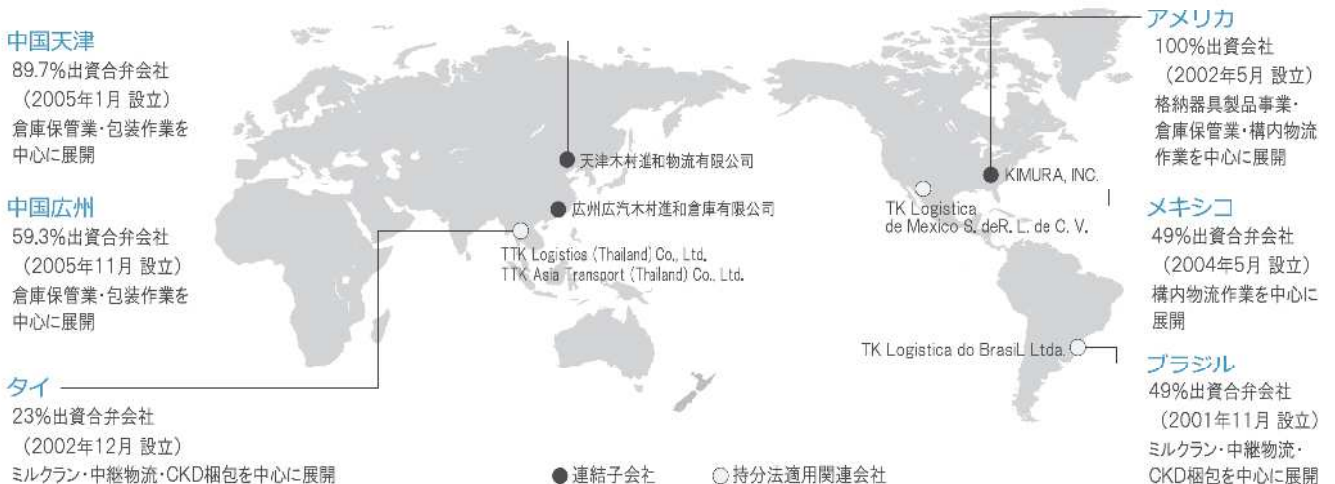 中国天津
89.7%出資合弁会社
（2005年1月 設立）
倉庫保管業・包装作業を
中心に展開
中国広州
59.3%出資合弁会社
（2005年11月 設立）
倉庫保管業・包装作業を
中心に展開
タイ
23%出資合弁会社
（2002年12月 設立）
ミルクラン・中継物流・CKD梱包を中心に展開
天津木村進和物流有限公司
広州広汽木村進和倉庫有限公司
TTK Logistics (Thailand) Co., Ltd.
TTK Asia Transport (Thailand) Co., Ltd.
KIMURA, INC.
TK Logistica
de Mexico S. deR. L. de C. V.
TK Logistica do BrasiL Ltda.
アメリカ
100%出資会社
（2002年5月 設立）
格納器具製品事業・
倉庫保管業・構内物流
作業を中心に展開
メキシコ
49%出資合弁会社
（2004年5月 設立）
構内物流作業を中心に
展開
ブラジル
49%出資合弁会社
（2001年11月 設立）
ミルクラン・中継物流・
CKD梱包を中心に展開
●連結子会社 ○持分法適用関連会社